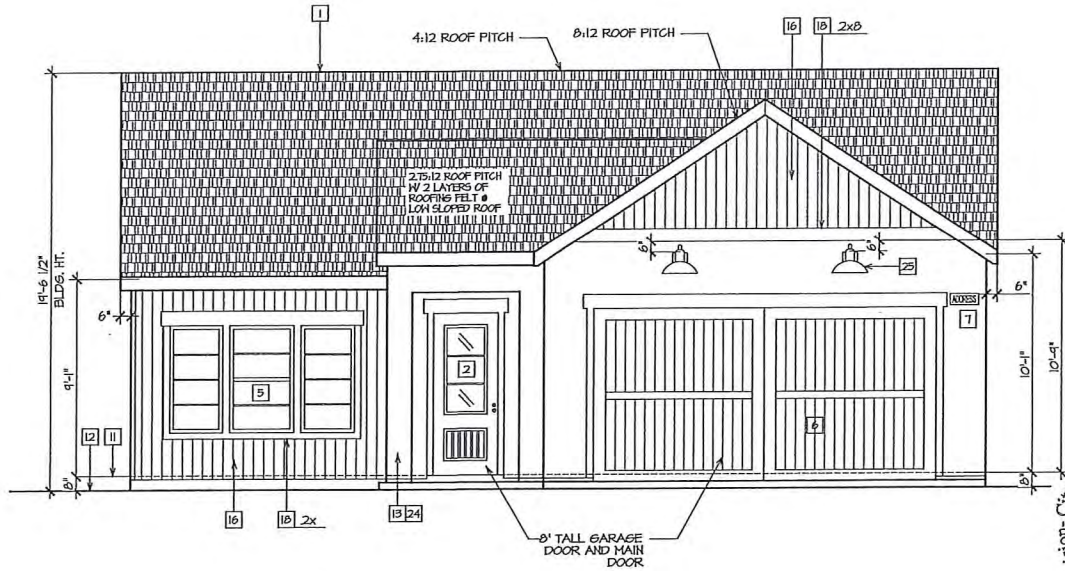 1
4:12 ROOF PITCH
8:12 ROOF PITCH
16
18 2x8
2.75:12 ROOF PITCH
W/ 2 LAYERS OF
ROOFING FELT @
LOW SLOPED ROOF
19'-6 1/2"
BLDG. HT.
6"
6"
25
6"
6"
ADDRESS
7
9'-1"
2
5
6
10'-1"
10'-9"
12
11
8"
8"
16
18 2x
13 24
8' TALL GARAGE
DOOR AND MAIN
DOOR